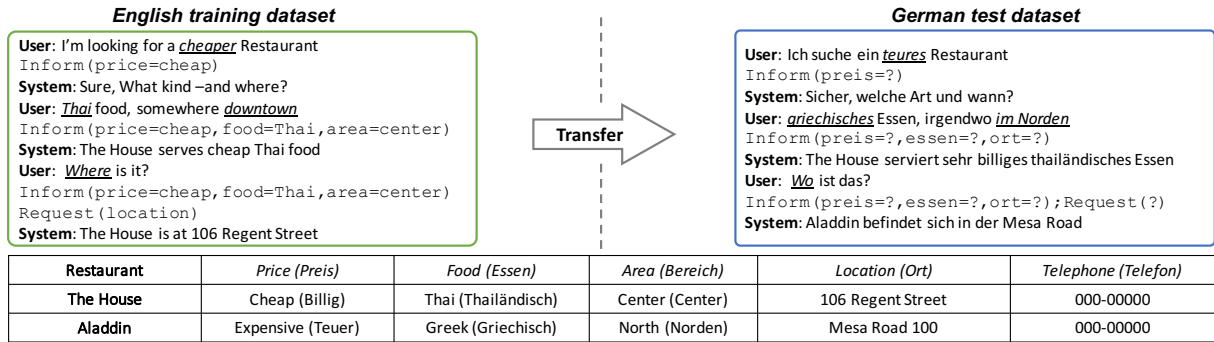 English training dataset
User: I'm looking for a cheaper Restaurant
Inform(price=cheap)
System: Sure, What kind –and where?
User: Thai food, somewhere downtown
Inform(price=cheap,food=Thai,area=center)
System: The House serves cheap Thai food
User: Where is it?
Inform(price=cheap,food=Thai,area=center)
Request(location)
System: The House is at 106 Regent Street
Transfer
German test dataset
User: Ich suche ein teures Restaurant
Inform(preis=?)
System: Sicher, welche Art und wann?
User: griechisches Essen, irgendwo im Norden
Inform(preis=?,essen=?,ort=?)
System: The House serviert sehr billiges thailändisches Essen
User: Wo ist das?
Inform(preis=?,essen=?,ort=?);Request(?)
System: Aladdin befindet sich in der Mesa Road
Restaurant Price (Preis) Food (Essen) Area (Bereich) Location (Ort) Telephone (Telefon)
The House Cheap (Billig) Thai (Thailändisch) Center (Center) 106 Regent Street 000-00000
Aladdin Expensive (Teuer) Greek (Griechisch) North (Norden) Mesa Road 100 000-00000